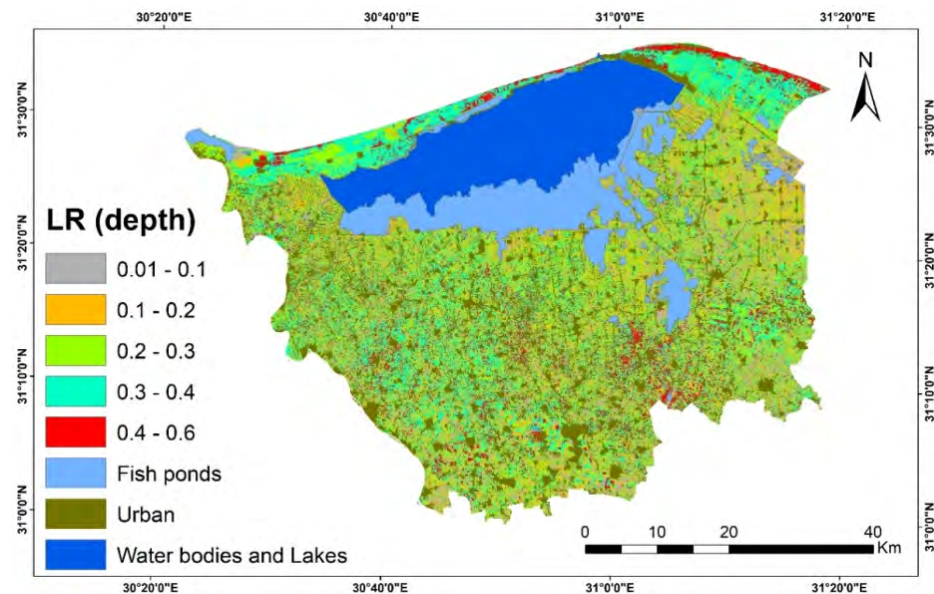 30°20'0"E 30°40'0"E 31°0'0"E 31°20'0"E
N
31°30'0"N 31°30'0"N
31°20'0"N 31°20'0"N
31°10'0"N 31°10'0"N
31°0'0"N 31°0'0"N
LR (depth)
0.01 - 0.1
0.1 - 0.2
0.2 - 0.3
0.3 - 0.4
0.4 - 0.6
Fish ponds
Urban
Water bodies and Lakes
0 10 20 40
Km
30°20'0"E 30°40'0"E 31°0'0"E 31°20'0"E